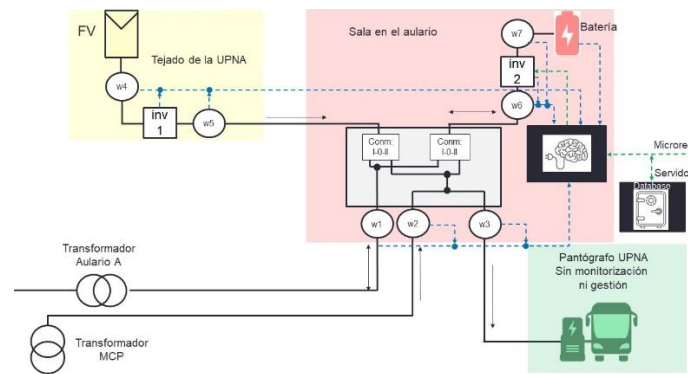 FV
Tejado de la UPNA
w4
inv
1
w5
Sala en el aulario
w7
Batería
inv
2
w6
Conm:
I-0-II
Conm:
I-0-II
Microre
Servido
Database
w1
w2
w3
Transformador
Aulario A
Transformador
MCP
Pantógrafo UPNA
Sin monitorización
ni gestión